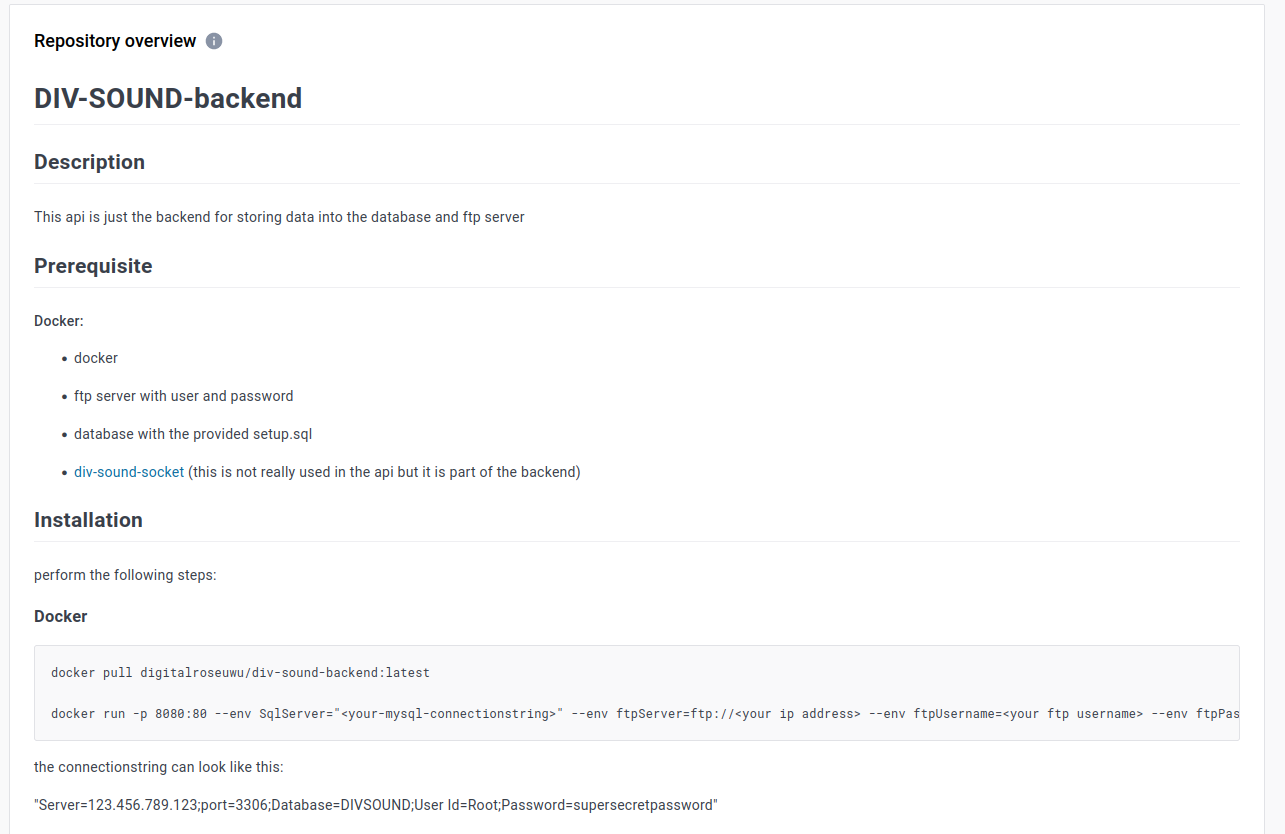 Repository overview
DIV-SOUND-backend
Description
This api is just the backend for storing data into the database and ftp server
Prerequisite
Docker:
docker
ftp server with user and password
database with the provided setup.sql
div-sound-socket (this is not really used in the api but it is part of the backend)
Installation
perform the following steps:
Docker
docker pull digitalroseuwu/div-sound-backend:latest
docker run -p 8080:80 --env SqlServer="<your-mysql-connectionstring>" --env ftpServer=ftp://<your ip address> --env ftpUsername=<your ftp username> --env ftpPas
the connectionstring can look like this:
"Server=123.456.789.123;port=3306;Database=DIVSOUND;User Id=Root;Password=supersecretpassword"